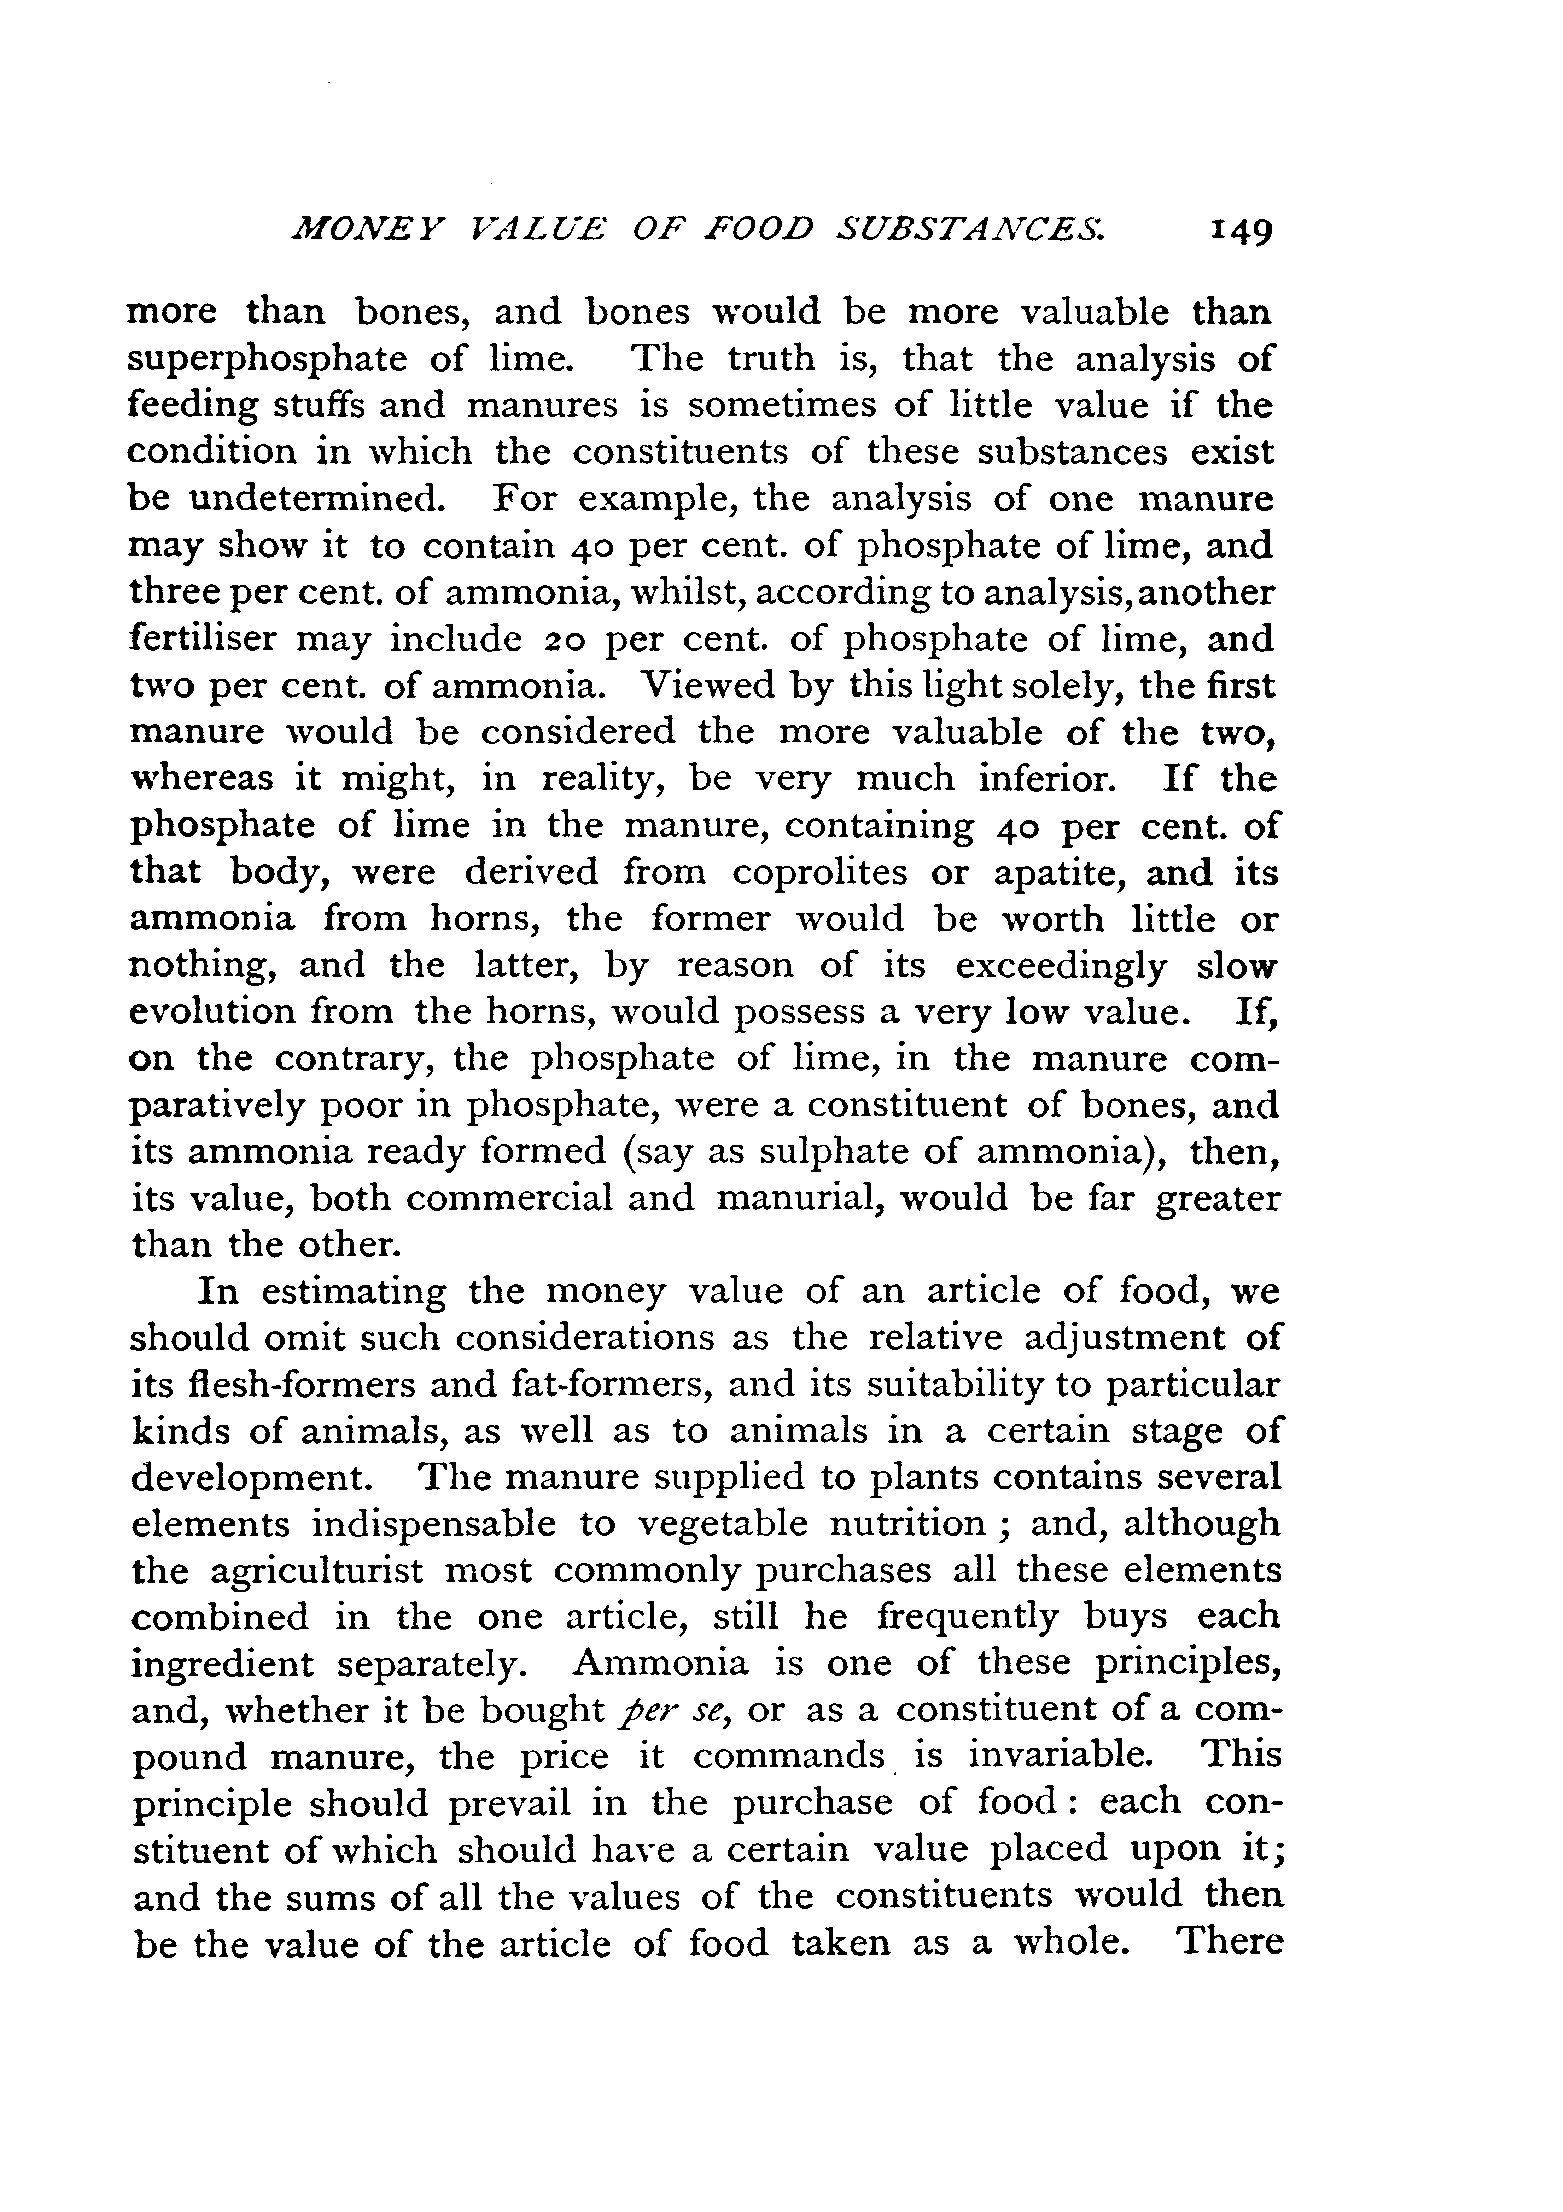 MONEY VALUE OF FOOD SUBSTANCES. 149
more than bones, and bones would be more valuable than
superphosphate of lime. The truth is, that the analysis of
feeding stuffs and manures is sometimes of little value if the
condition in which the constituents of these substances exist
be undetermined. For example, the analysis of one manure
may show it to contain 40 per cent. of phosphate of lime, and
three per cent. of ammonia, whilst, according to analysis, another
fertiliser may include 20 per cent. of phosphate of lime, and
two per cent. of ammonia. Viewed by this light solely, the first
manure would be considered the more valuable of the two,
whereas it might, in reality, be very much inferior. If the
phosphate of lime in the manure, containing 40 per cent. of
that body, were derived from coprolites or apatite, and its
ammonia from horns, the former would be worth little or
nothing, and the latter, by reason of its exceedingly slow
evolution from the horns, would possess a very low value. If,
on the contrary, the phosphate of lime, in the manure com-
paratively poor in phosphate, were a constituent of bones, and
its ammonia ready formed (say as sulphate of ammonia), then,
its value, both commercial and manurial, would be far greater
than the other.
In estimating the money value of an article of food, we
should omit such considerations as the relative adjustment of
its flesh-formers and fat-formers, and its suitability to particular
kinds of animals, as well as to animals in a certain stage of
development. The manure supplied to plants contains several
elements indispensable to vegetable nutrition ; and, although
the agriculturist most commonly purchases all these elements
combined in the one article, still he frequently buys each
ingredient separately. Ammonia is one of these principles,
and, whether it be bought per se, or as a constituent of a com-
pound manure, the price it commands is invariable. This
principle should prevail in the purchase of food : each con-
stituent of which should have a certain value placed upon it;
and the sums of all the values of the constituents would then
be the value of the article of food taken as a whole. There